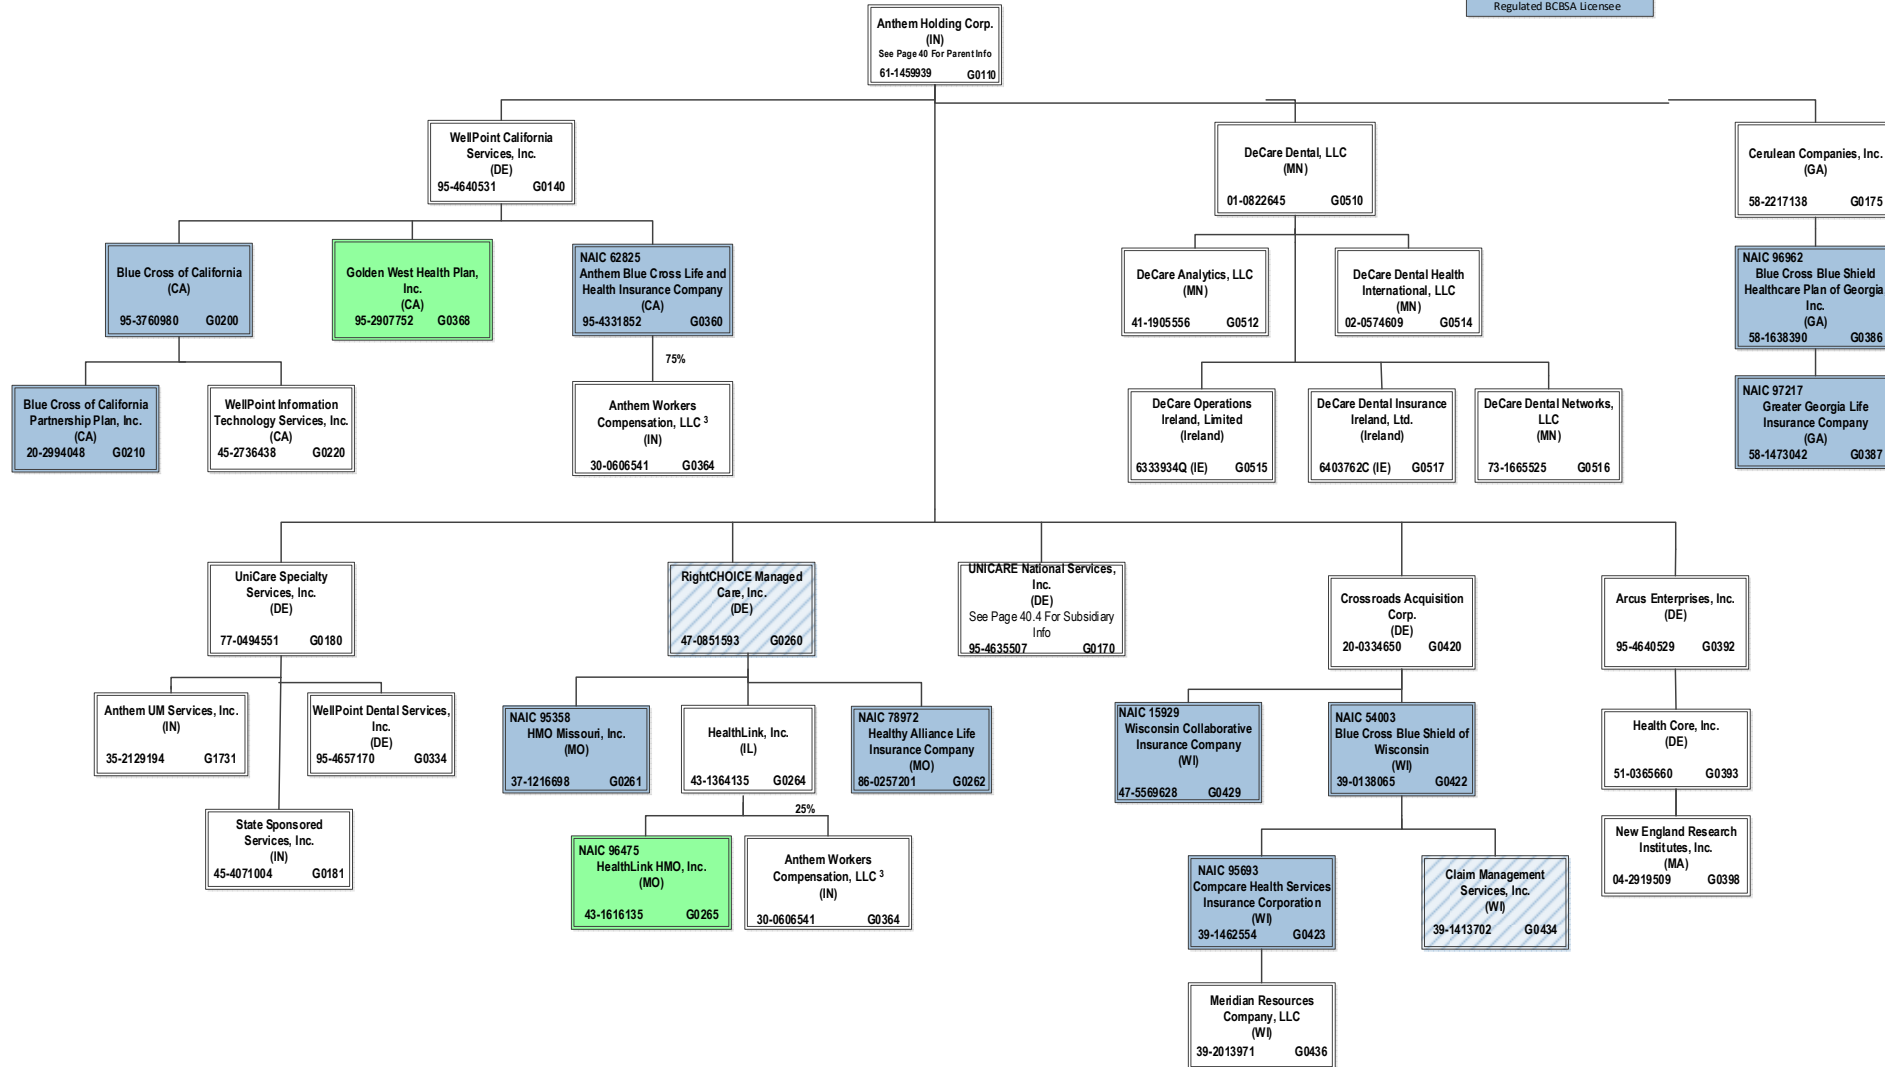 Regulated BCBSA Licensee
Anthem Holding Corp.
(IN)
See Page 40 For Parent Info
61-1459939 G0110
WellPoint California
Services, Inc.
(DE)
95-4640531 G0140
DeCare Dental, LLC
(MN)
01-0822645 G0510
Cerulean Companies, Inc.
(GA)
58-2217138 G0175
Blue Cross of California
(CA)
95-3760980 G0200
Golden West Health Plan,
Inc.
(CA)
95-2907752 G0368
NAIC 62825
Anthem Blue Cross Life and
Health Insurance Company
(CA)
95-4331852 G0360
DeCare Analytics, LLC
(MN)
41-1905556 G0512
DeCare Dental Health
International, LLC
(MN)
02-0574609 G0514
NAIC 96962
Blue Cross Blue Shield
Healthcare Plan of Georgia,
Inc.
(GA)
58-1638390 G0386
75%
Blue Cross of California
Partnership Plan, Inc.
(CA)
20-2994048 G0210
WellPoint Information
Technology Services, Inc.
(CA)
45-2736438 G0220
Anthem Workers
Compensation, LLC 3
(IN)
30-0606541 G0364
DeCare Operations
Ireland, Limited
(Ireland)
6333934Q (IE) G0515
DeCare Dental Insurance
Ireland, Ltd.
(Ireland)
6403762C (IE) G0517
DeCare Dental Networks,
LLC
(MN)
73-1665525 G0516
NAIC 97217
Greater Georgia Life
Insurance Company
(GA)
58-1473042 G0387
UniCare Specialty
Services, Inc.
(DE)
77-0494551 G0180
RightCHOICE Managed
Care, Inc.
(DE)
47-0851593 G0260
UNICARE National Services,
Inc.
(DE)
See Page 40.4 For Subsidiary
Info
95-4635507 G0170
Crossroads Acquisition
Corp.
(DE)
20-0334650 G0420
Arcus Enterprises, Inc.
(DE)
95-4640529 G0392
Anthem UM Services, Inc.
(IN)
35-2129194 G1731
WellPoint Dental Services,
Inc.
(DE)
95-4657170 G0334
NAIC 95358
HMO Missouri, Inc.
(MO)
37-1216698 G0261
HealthLink, Inc.
(IL)
43-1364135 G0264
NAIC 78972
Healthy Alliance Life
Insurance Company
(MO)
86-0257201 G0262
NAIC 15929
Wisconsin Collaborative
Insurance Company
(WI)
47-5569628 G0429
NAIC 54003
Blue Cross Blue Shield of
Wisconsin
(WI)
39-0138065 G0422
Health Core, Inc.
(DE)
51-0365660 G0393
State Sponsored
Services, Inc.
(IN)
45-4071004 G0181
25%
NAIC 96475
HealthLink HMO, Inc.
(MO)
43-1616135 G0265
Anthem Workers
Compensation, LLC 3
(IN)
30-0606541 G0364
NAIC 95693
Compcare Health Services
Insurance Corporation
(WI)
39-1462554 G0423
Claim Management
Services, Inc.
(WI)
39-1413702 G0434
New England Research
Institutes, Inc.
(MA)
04-2919509 G0398
Meridian Resources
Company, LLC
(WI)
39-2013971 G0436